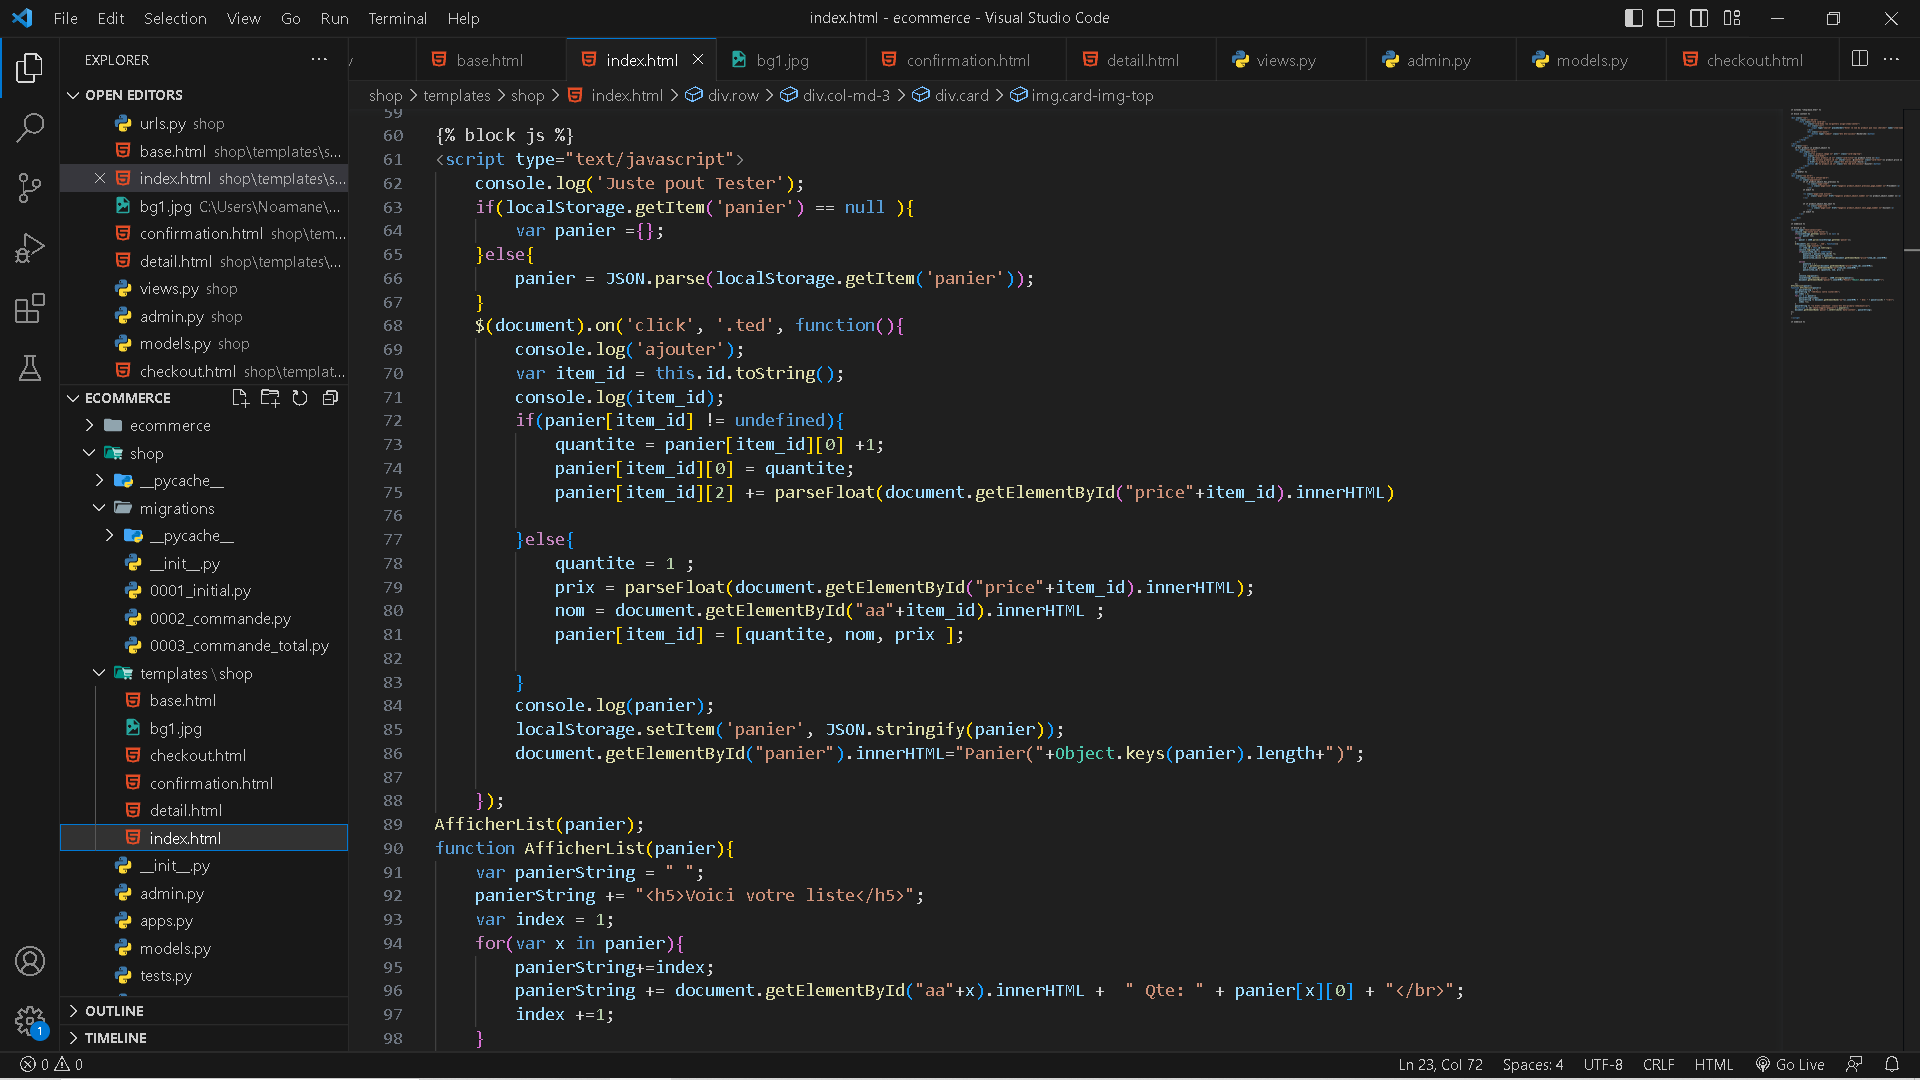 File Edit Selection View Go Run Terminal Help
index.html - ecommerce - Visual Studio Code
EXPLORER
base.html
index.html
bg1.jpg
confirmation.html
detail.html
views.py
admin.py
models.py
checkout.html
shop > templates > shop > index.html > div.row > div.col-md-3 > div.card > img.card-img-top
OPEN EDITORS
urls.py shop
base.html shop\templates\s...
index.html shop\templates\s...
bg1.jpg C:\Users\Noamane\...
confirmation.html shop\tem...
detail.html shop\templates\...
views.py shop
admin.py shop
models.py shop
checkout.html shop\templat...
ECOMMERCE
ecommerce
shop
__pycache__
migrations
__pycache__
__init__.py
0001_initial.py
0002_commande.py
0003_commande_total.py
templates\shop
base.html
bg1.jpg
checkout.html
confirmation.html
detail.html
index.html
__init__.py
admin.py
apps.py
models.py
tests.py
OUTLINE
TIMELINE
1
59
60 {% block js %}
61 <script type="text/javascript">
62 console.log('Juste pout Tester');
63 if(localStorage.getItem('panier') == null ){
64 var panier ={};
65 }else{
66 panier = JSON.parse(localStorage.getItem('panier'));
67 }
68 $(document).on('click', '.ted', function(){
69 console.log('ajouter');
70 var item_id = this.id.toString();
71 console.log(item_id);
72 if(panier[item_id] != undefined){
73 quantite = panier[item_id][0] +1;
74 panier[item_id][0] = quantite;
75 panier[item_id][2] += parseFloat(document.getElementById("price"+item_id).innerHTML)
76
77 }else{
78 quantite = 1 ;
79 prix = parseFloat(document.getElementById("price"+item_id).innerHTML);
80 nom = document.getElementById("aa"+item_id).innerHTML ;
81 panier[item_id] = [quantite, nom, prix ];
82
83 }
84 console.log(panier);
85 localStorage.setItem('panier', JSON.stringify(panier));
86 document.getElementById("panier").innerHTML="Panier("+Object.keys(panier).length+")";
87
88 });
89 AfficherList(panier);
90 function AfficherList(panier){
91 var panierString = " ";
92 panierString += "<h5>Voici votre liste</h5>";
93 var index = 1;
94 for(var x in panier){
95 panierString+=index;
96 panierString += document.getElementById("aa"+x).innerHTML +  " Qte: " + panier[x][0] + "</br>";
97 index +=1;
98 }
0 0
Ln 23, Col 72 Spaces: 4 UTF-8 CRLF HTML Go Live